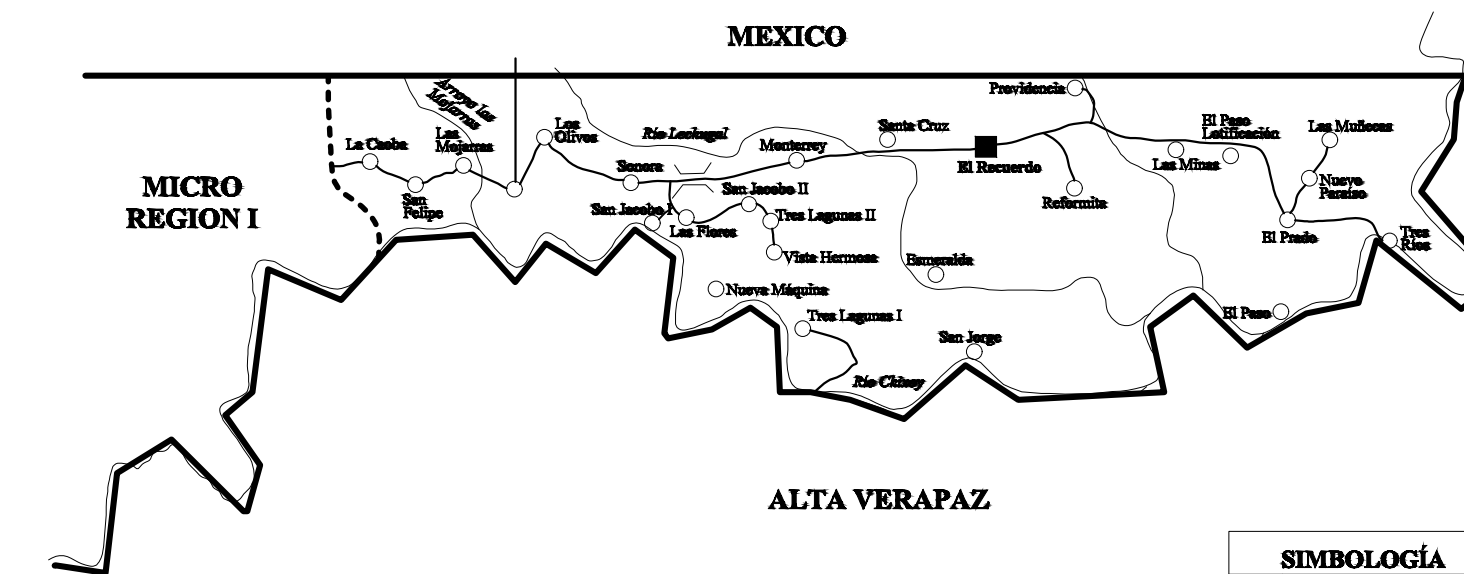 MEXICO
Arroyo las
Mojarras
Providencia
Los
Olivos
Río Lechugal
Santa Cruz
El Paso
Lotificación
Las Muñecas
La Caoba
Las
Mojarras
Monterrey
Las Minas
Sonora
El Recuerdo
MICRO
REGION I
San
Felipe
San Jacobo II
Nuevo
Paraíso
San Jacobo I
Las Flores
Tres Lagunas II
Reformita
El Prado
Tres
Ríos
Vista Hermosa
Esmeralda
Nueva Máquina
Tres Lagunas I
El Paso
San Jorge
Río Chixoy
ALTA VERAPAZ
SIMBOLOGÍA